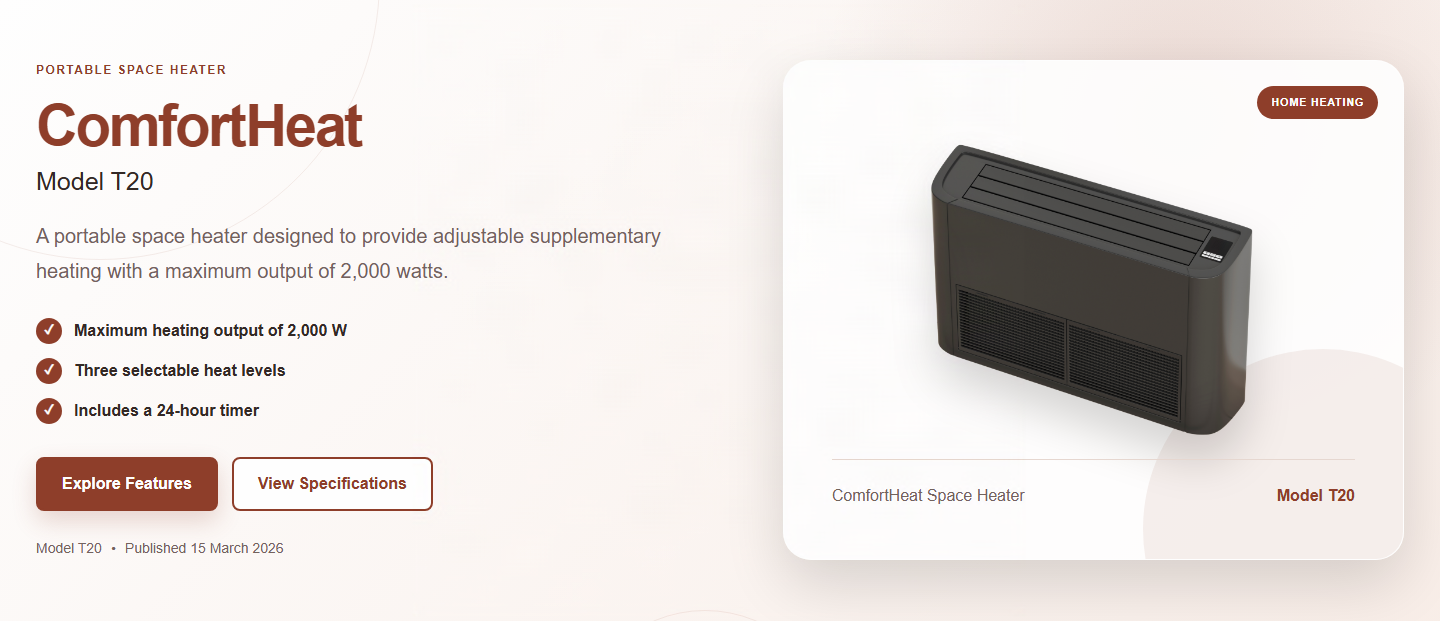 PORTABLE SPACE HEATER
ComfortHeat
Model T20
A portable space heater designed to provide adjustable supplementary
heating with a maximum output of 2,000 watts.
Maximum heating output of 2,000 W
Three selectable heat levels
Includes a 24-hour timer
Explore Features
View Specifications
Model T20 • Published 15 March 2026
HOME HEATING
ComfortHeat Space Heater
Model T20